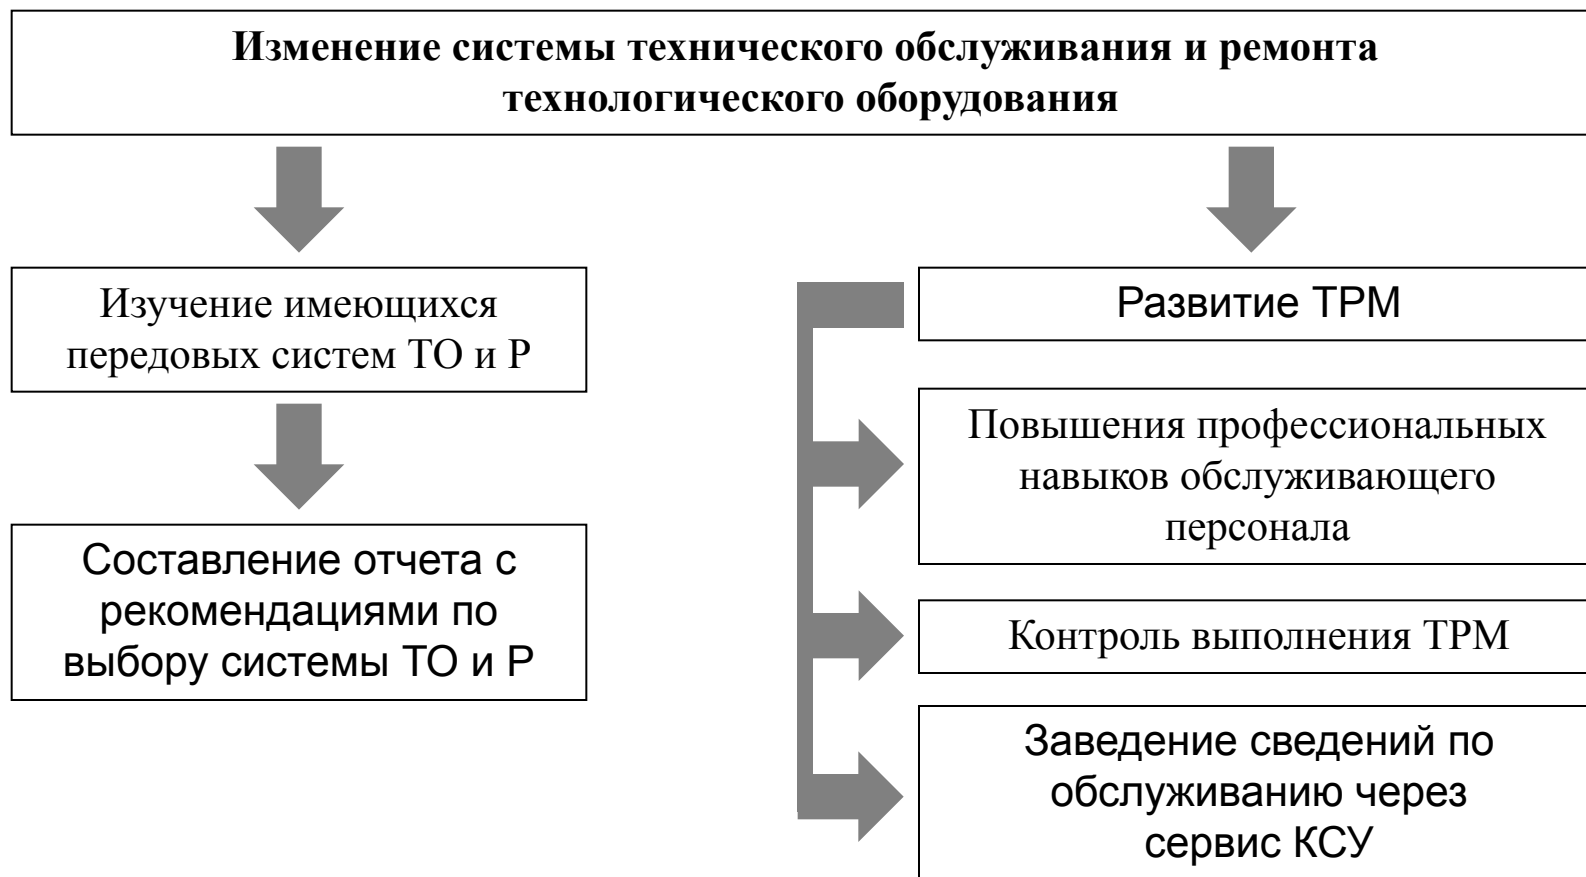 Изменение системы технического обслуживания и ремонта
технологического оборудования
Изучение имеющихся
передовых систем ТО и Р
Составление отчета с
рекомендациями по
выбору системы ТО и Р
Развитие ТРМ
Повышения профессиональных
навыков обслуживающего
персонала
Контроль выполнения ТРМ
Заведение сведений по
обслуживанию через
сервис КСУ